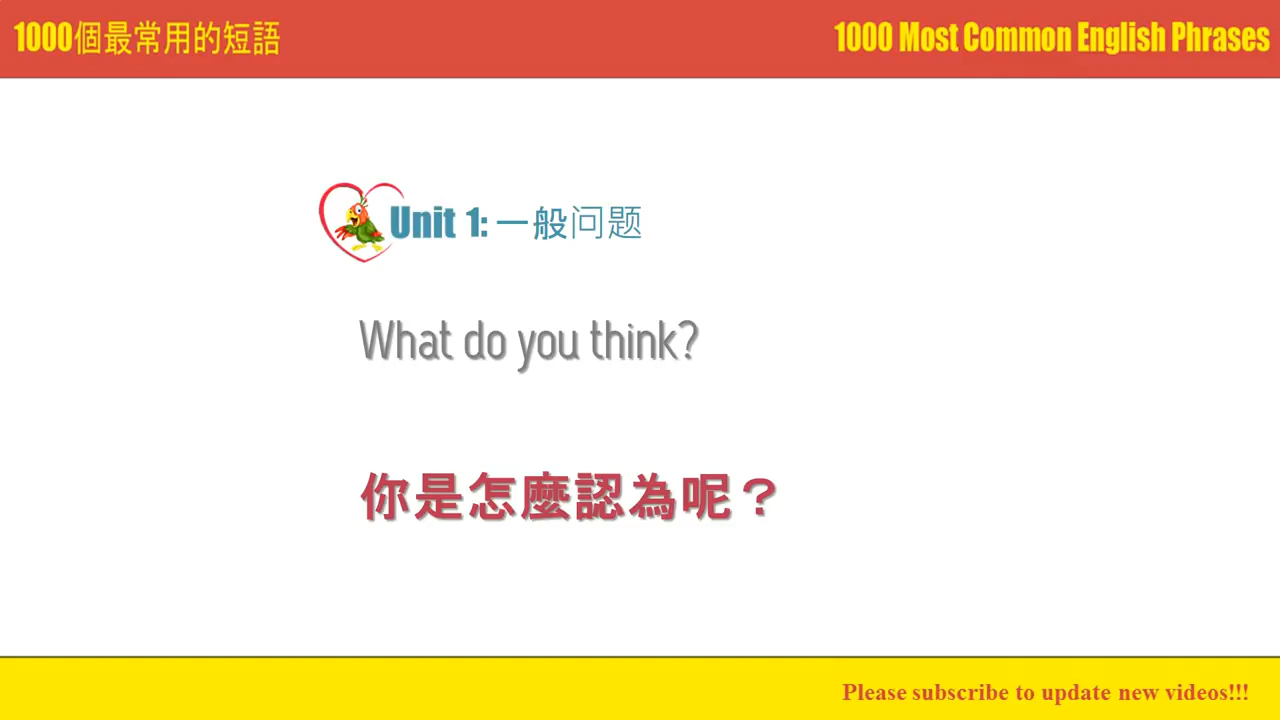 1000個最常用的短語
1000 Most Common English Phrases
Unit 1: 一般问题
What do you think?
你是怎麼認為呢？
Please subscribe to update new videos!!!